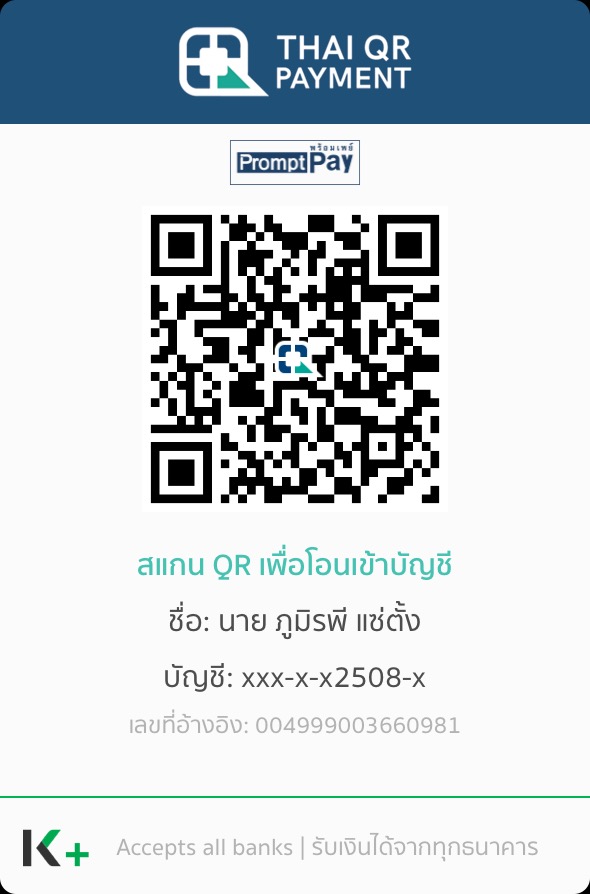 THAI QR
PAYMENT
พร้อมเพย์
PromptPay
สแกน QR เพื่อโอนเข้าบัญชี
ชื่อ: นาย ภูมิรพี แซ่ตั้ง
บัญชี: xxx-x-x2508-x
เลขที่อ้างอิง: 004999003660981
K+ Accepts all banks | รับเงินได้จากทุกธนาคาร